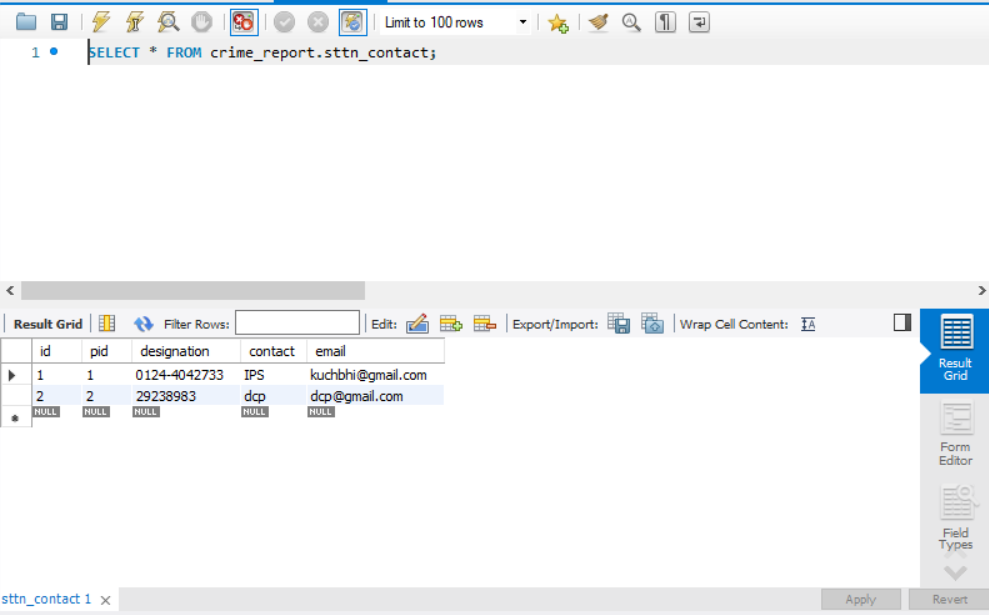 Limit to 100 rows
1 SELECT * FROM crime_report.sttn_contact;
Result Grid Filter Rows: Edit: Export/Import: Wrap Cell Content:
id pid designation contact email
1 1 0124-4042733 IPS kuchbhi@gmail.com
2 2 29238983 dcp dcp@gmail.com
NULL NULL NULL NULL NULL
Result
Grid
Form
Editor
Field
Types
sttn_contact 1 Apply Revert